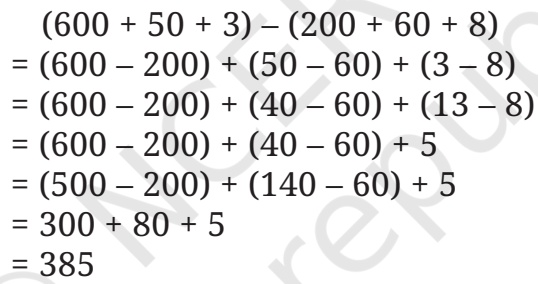 (600 + 50 + 3) – (200 + 60 + 8)
= (600 – 200) + (50 – 60) + (3 – 8)
= (600 – 200) + (40 – 60) + (13 – 8)
= (600 – 200) + (40 – 60) + 5
= (500 – 200) + (140 – 60) + 5
= 300 + 80 + 5
= 385